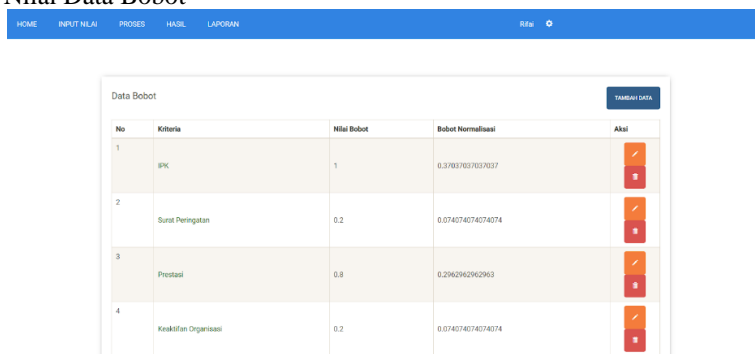 Nilai Data Bobot
HOME INPUT NILAI PROSES HASIL LAPORAN Rifai
Data Bobot TAMBAH DATA
No Kriteria Nilai Bobot Bobot Normalisasi Aksi
1 IPK 1 0.37037037037037
2 Surat Peringatan 0.2 0.074074074074074
3 Prestasi 0.8 0.2962962962963
4 Keaktifan Organisasi 0.2 0.074074074074074